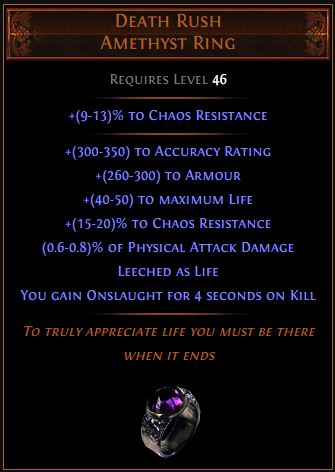 Death Rush
Amethyst Ring
Requires Level 46
+(9-13)% to Chaos Resistance
+(300-350) to Accuracy Rating
+(260-300) to Armour
+(40-50) to maximum Life
+(15-20)% to Chaos Resistance
(0.6-0.8)% of Physical Attack Damage
Leeched as Life
You gain Onslaught for 4 seconds on Kill
To truly appreciate life you must be there
when it ends